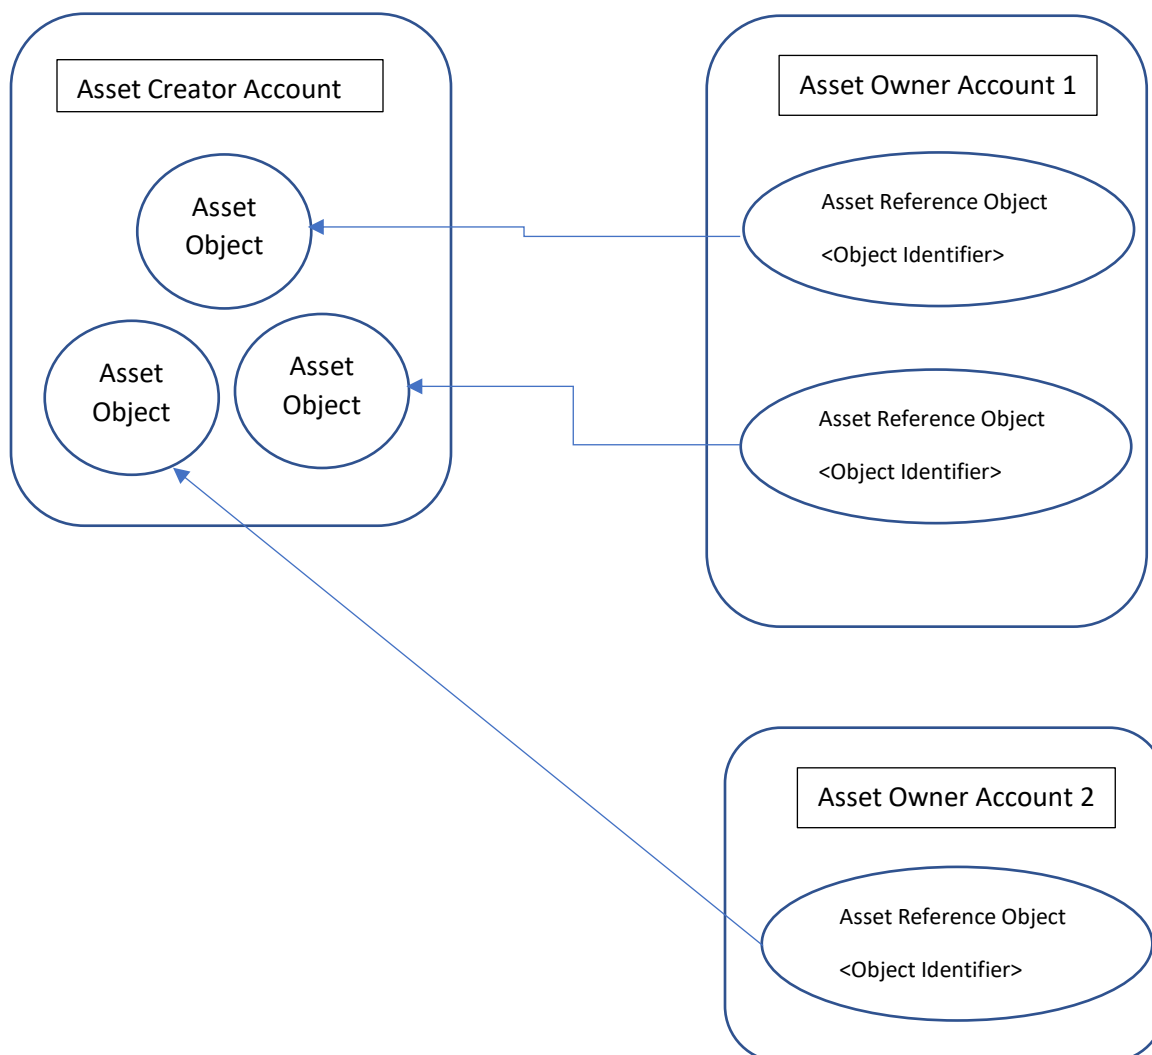 Asset Creator Account
Asset
Object
Asset
Object
Asset
Object
Asset Owner Account 1
Asset Reference Object
<Object Identifier>
Asset Reference Object
<Object Identifier>
Asset Owner Account 2
Asset Reference Object
<Object Identifier>